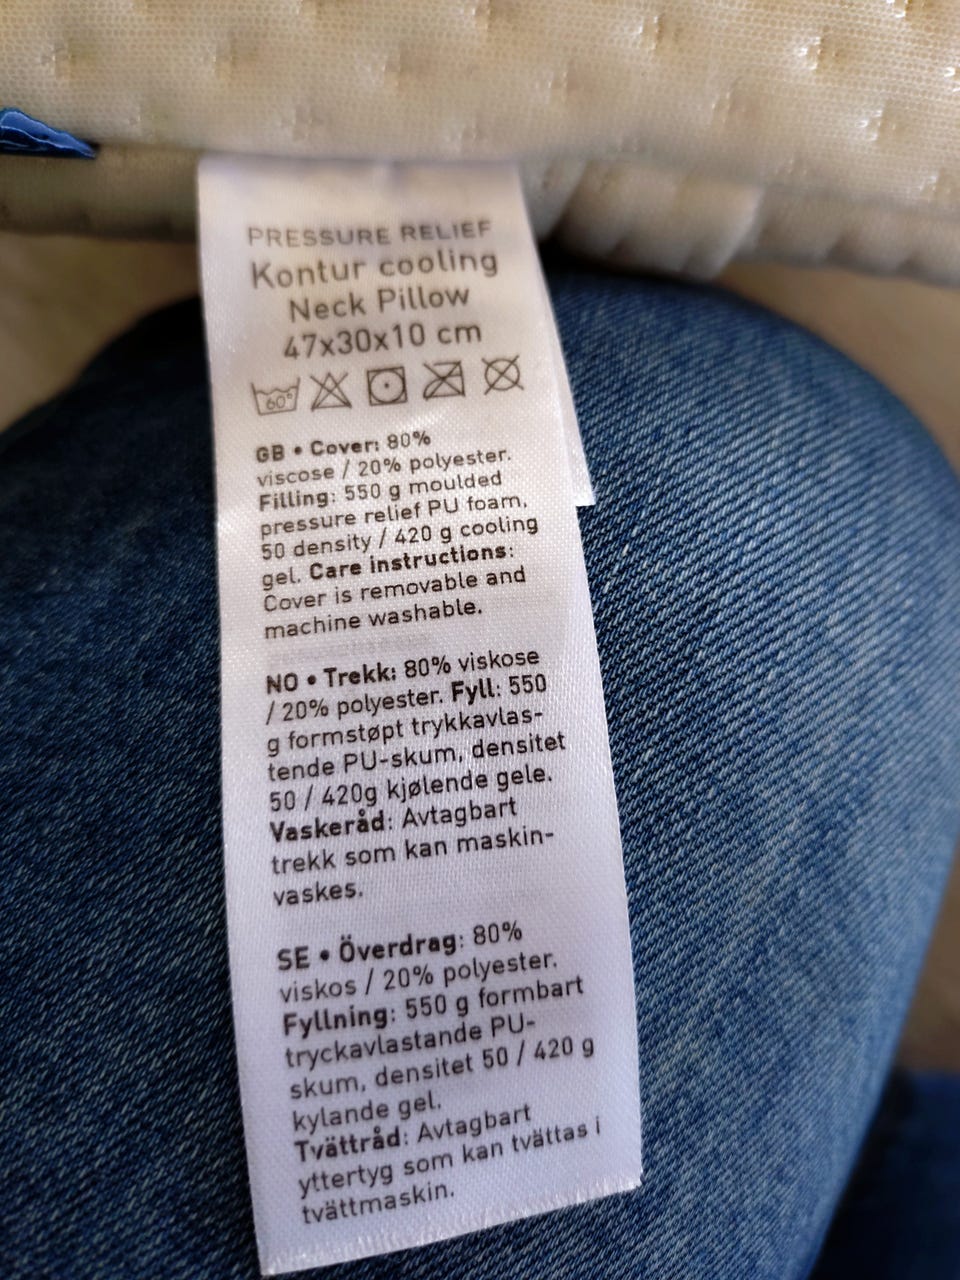 PRESSURE RELIEF
Kontur cooling
Neck Pillow
47x30x10 cm
60°
GB • Cover: 80%
viscose / 20% polyester.
Filling: 550 g moulded
pressure relief PU foam,
50 density / 420 g cooling
gel. Care instructions:
Cover is removable and
machine washable.
NO • Trekk: 80% viskose
/ 20% polyester. Fyll: 550
g formstøpt trykkavlas-
tende PU-skum, densitet
50 / 420g kjølende gele.
Vaskeråd: Avtagbart
trekk som kan maskin-
vaskes.
SE • Överdrag: 80%
viskos / 20% polyester.
Fyllning: 550 g formbart
tryckavlastande PU-
skum, densitet 50 / 420 g
kylande gel.
Tvättråd: Avtagbart
yttertyg som kan tvättas i
tvättmaskin.